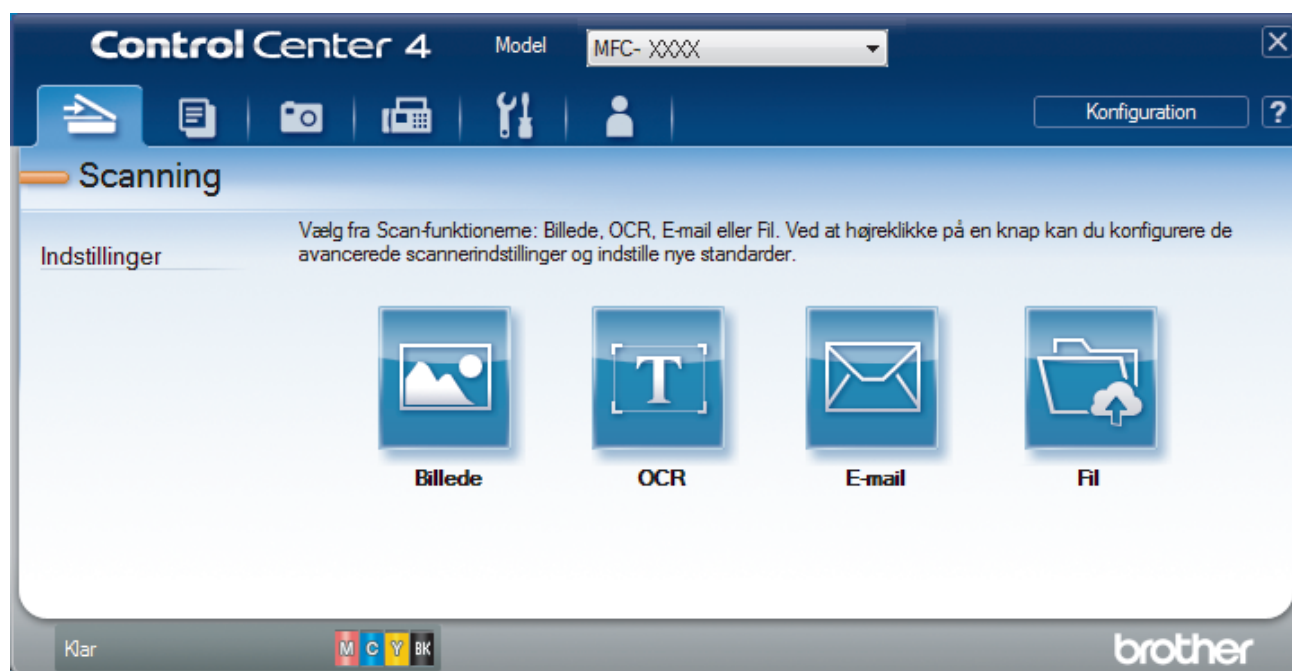 Control Center 4
Model
MFC- XXXX
Konfiguration
?
Scanning
Indstillinger
Vælg fra Scan-funktionerne: Billede, OCR, E-mail eller Fil. Ved at højreklikke på en knap kan du konfigurere de
avancerede scannerindstillinger og indstille nye standarder.
T
Billede
OCR
E-mail
Fil
Klar
M C Y BK
brother